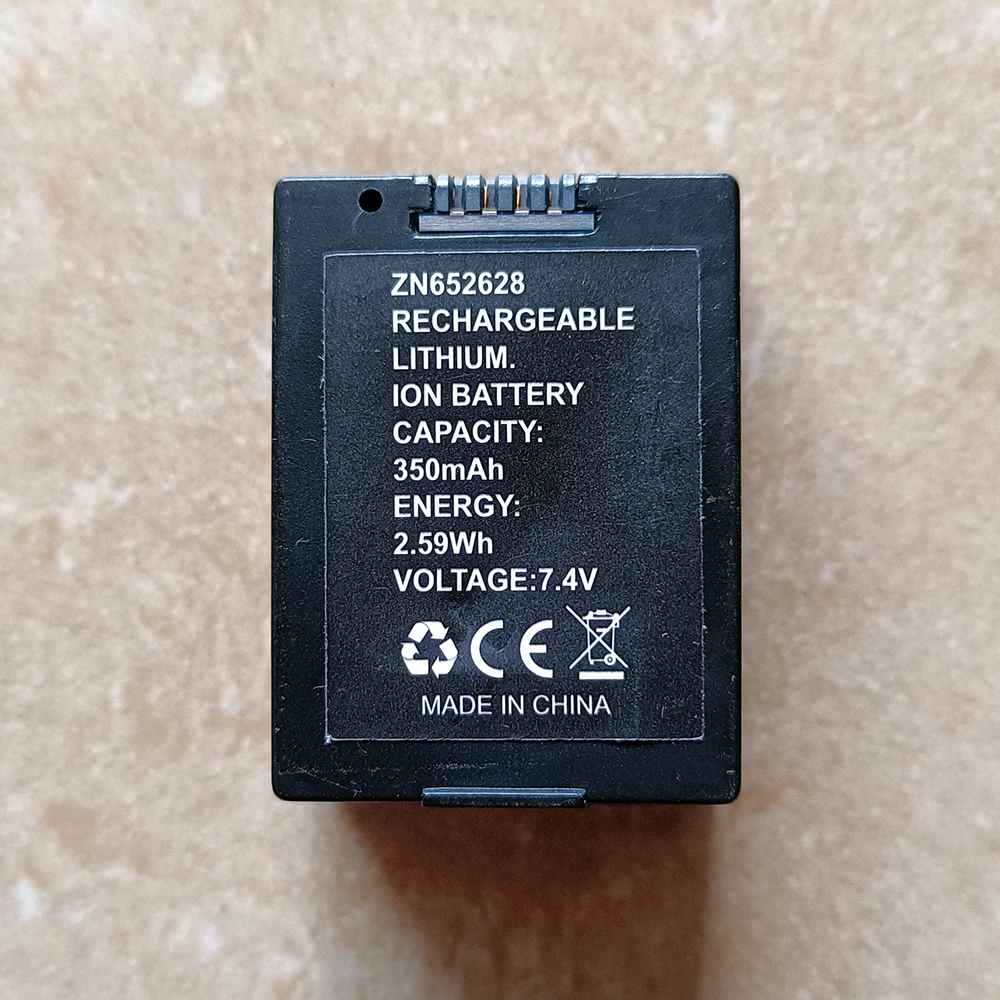 ZN652628
RECHARGEABLE
LITHIUM.
ION BATTERY
CAPACITY:
350mAh
ENERGY:
2.59Wh
VOLTAGE:7.4V
CE
MADE IN CHINA